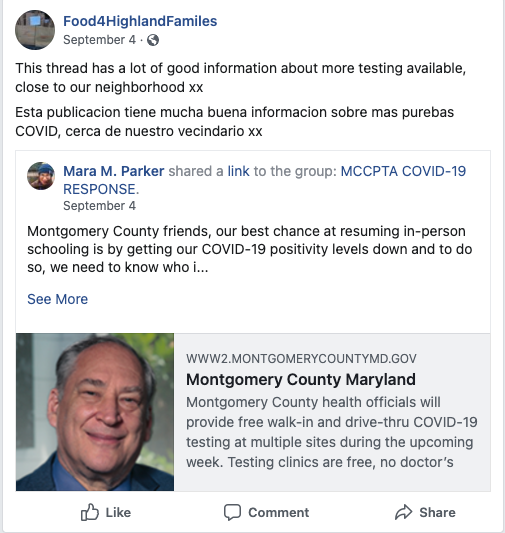 Food4HighlandFamiles
September 4 ·
This thread has a lot of good information about more testing available,
close to our neighborhood xx
Esta publicacion tiene mucha buena informacion sobre mas purebas
COVID, cerca de nuestro vecindario xx
Mara M. Parker shared a link to the group: MCCPTA COVID-19
RESPONSE.
September 4
Montgomery County friends, our best chance at resuming in-person
schooling is by getting our COVID-19 positivity levels down and to do
so, we need to know who i...
See More
WWW2.MONTGOMERYCOUNTYMD.GOV
Montgomery County Maryland
Montgomery County health officials will
provide free walk-in and drive-thru COVID-19
testing at multiple sites during the upcoming
week. Testing clinics are free, no doctor's
Like Comment Share